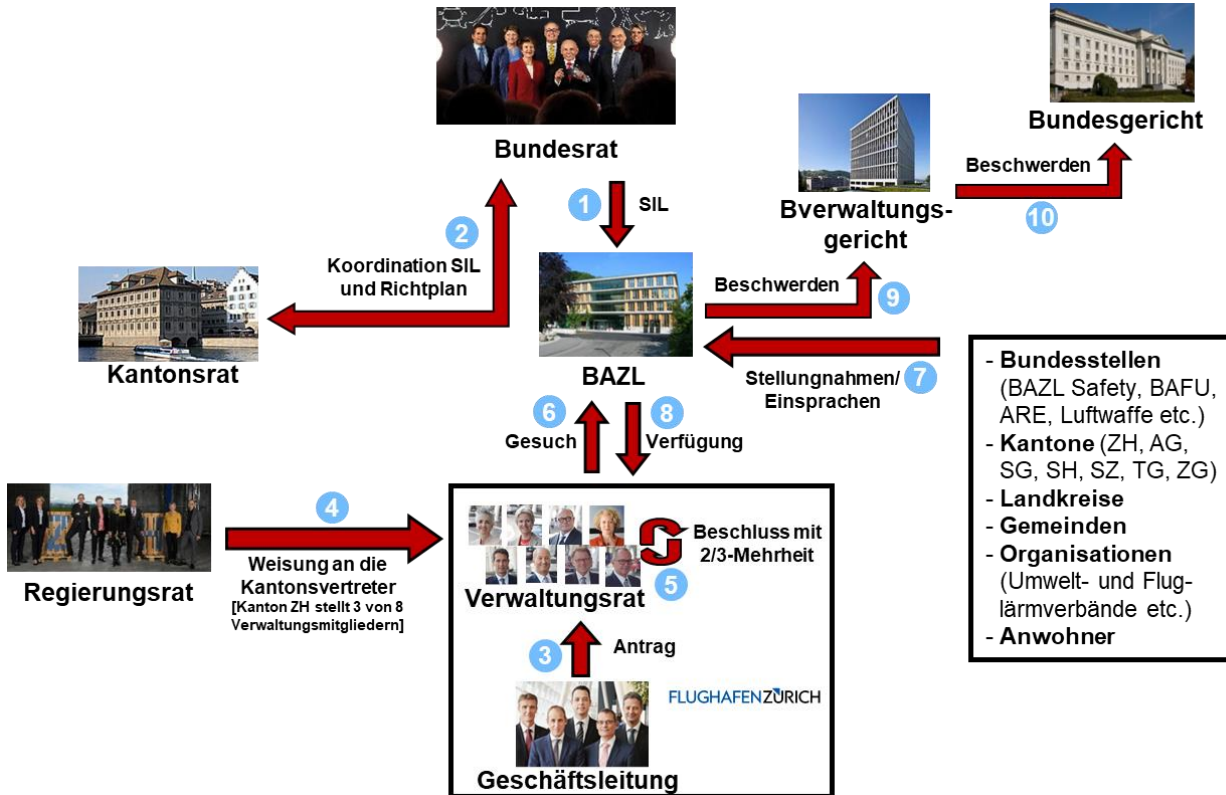 Bundesrat
Bundesgericht
1
SIL
2
Koordination SIL
und Richtplan
Bverwaltungs-
gericht
Beschwerden
10
Kantonsrat
BAZL
Beschwerden
9
Stellungnahmen/
Einsprachen
7
6
Gesuch
8
Verfügung
- Bundesstellen
(BAZL Safety, BAFU,
ARE, Luftwaffe etc.)
- Kantone (ZH, AG,
SG, SH, SZ, TG, ZG)
- Landkreise
- Gemeinden
- Organisationen
(Umwelt- und Flug-
lärmverbände etc.)
- Anwohner
Regierungsrat
4
Weisung an die
Kantonsvertreter
[Kanton ZH stellt 3 von 8
Verwaltungsmitgliedern]
Verwaltungsrat
5
Beschluss mit
2/3-Mehrheit
3
Antrag
FLUGHAFENZÜRICH
Geschäftsleitung